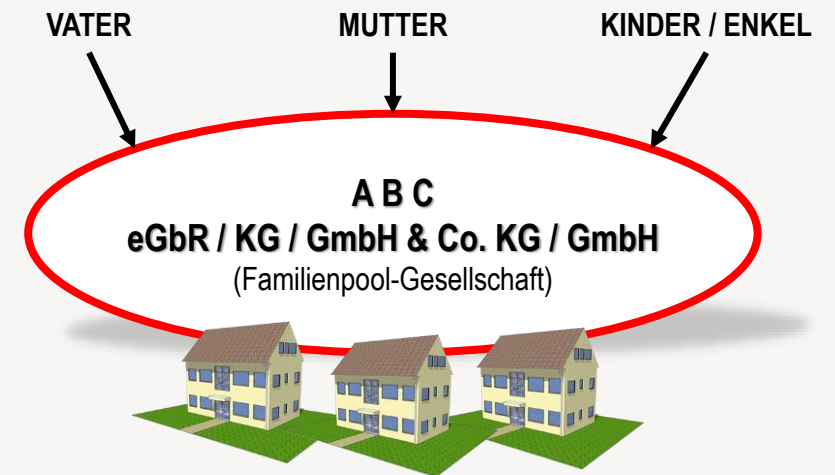 VATER MUTTER KINDER / ENKEL
A B C
eGbR / KG / GmbH & Co. KG / GmbH
(Familienpool-Gesellschaft)